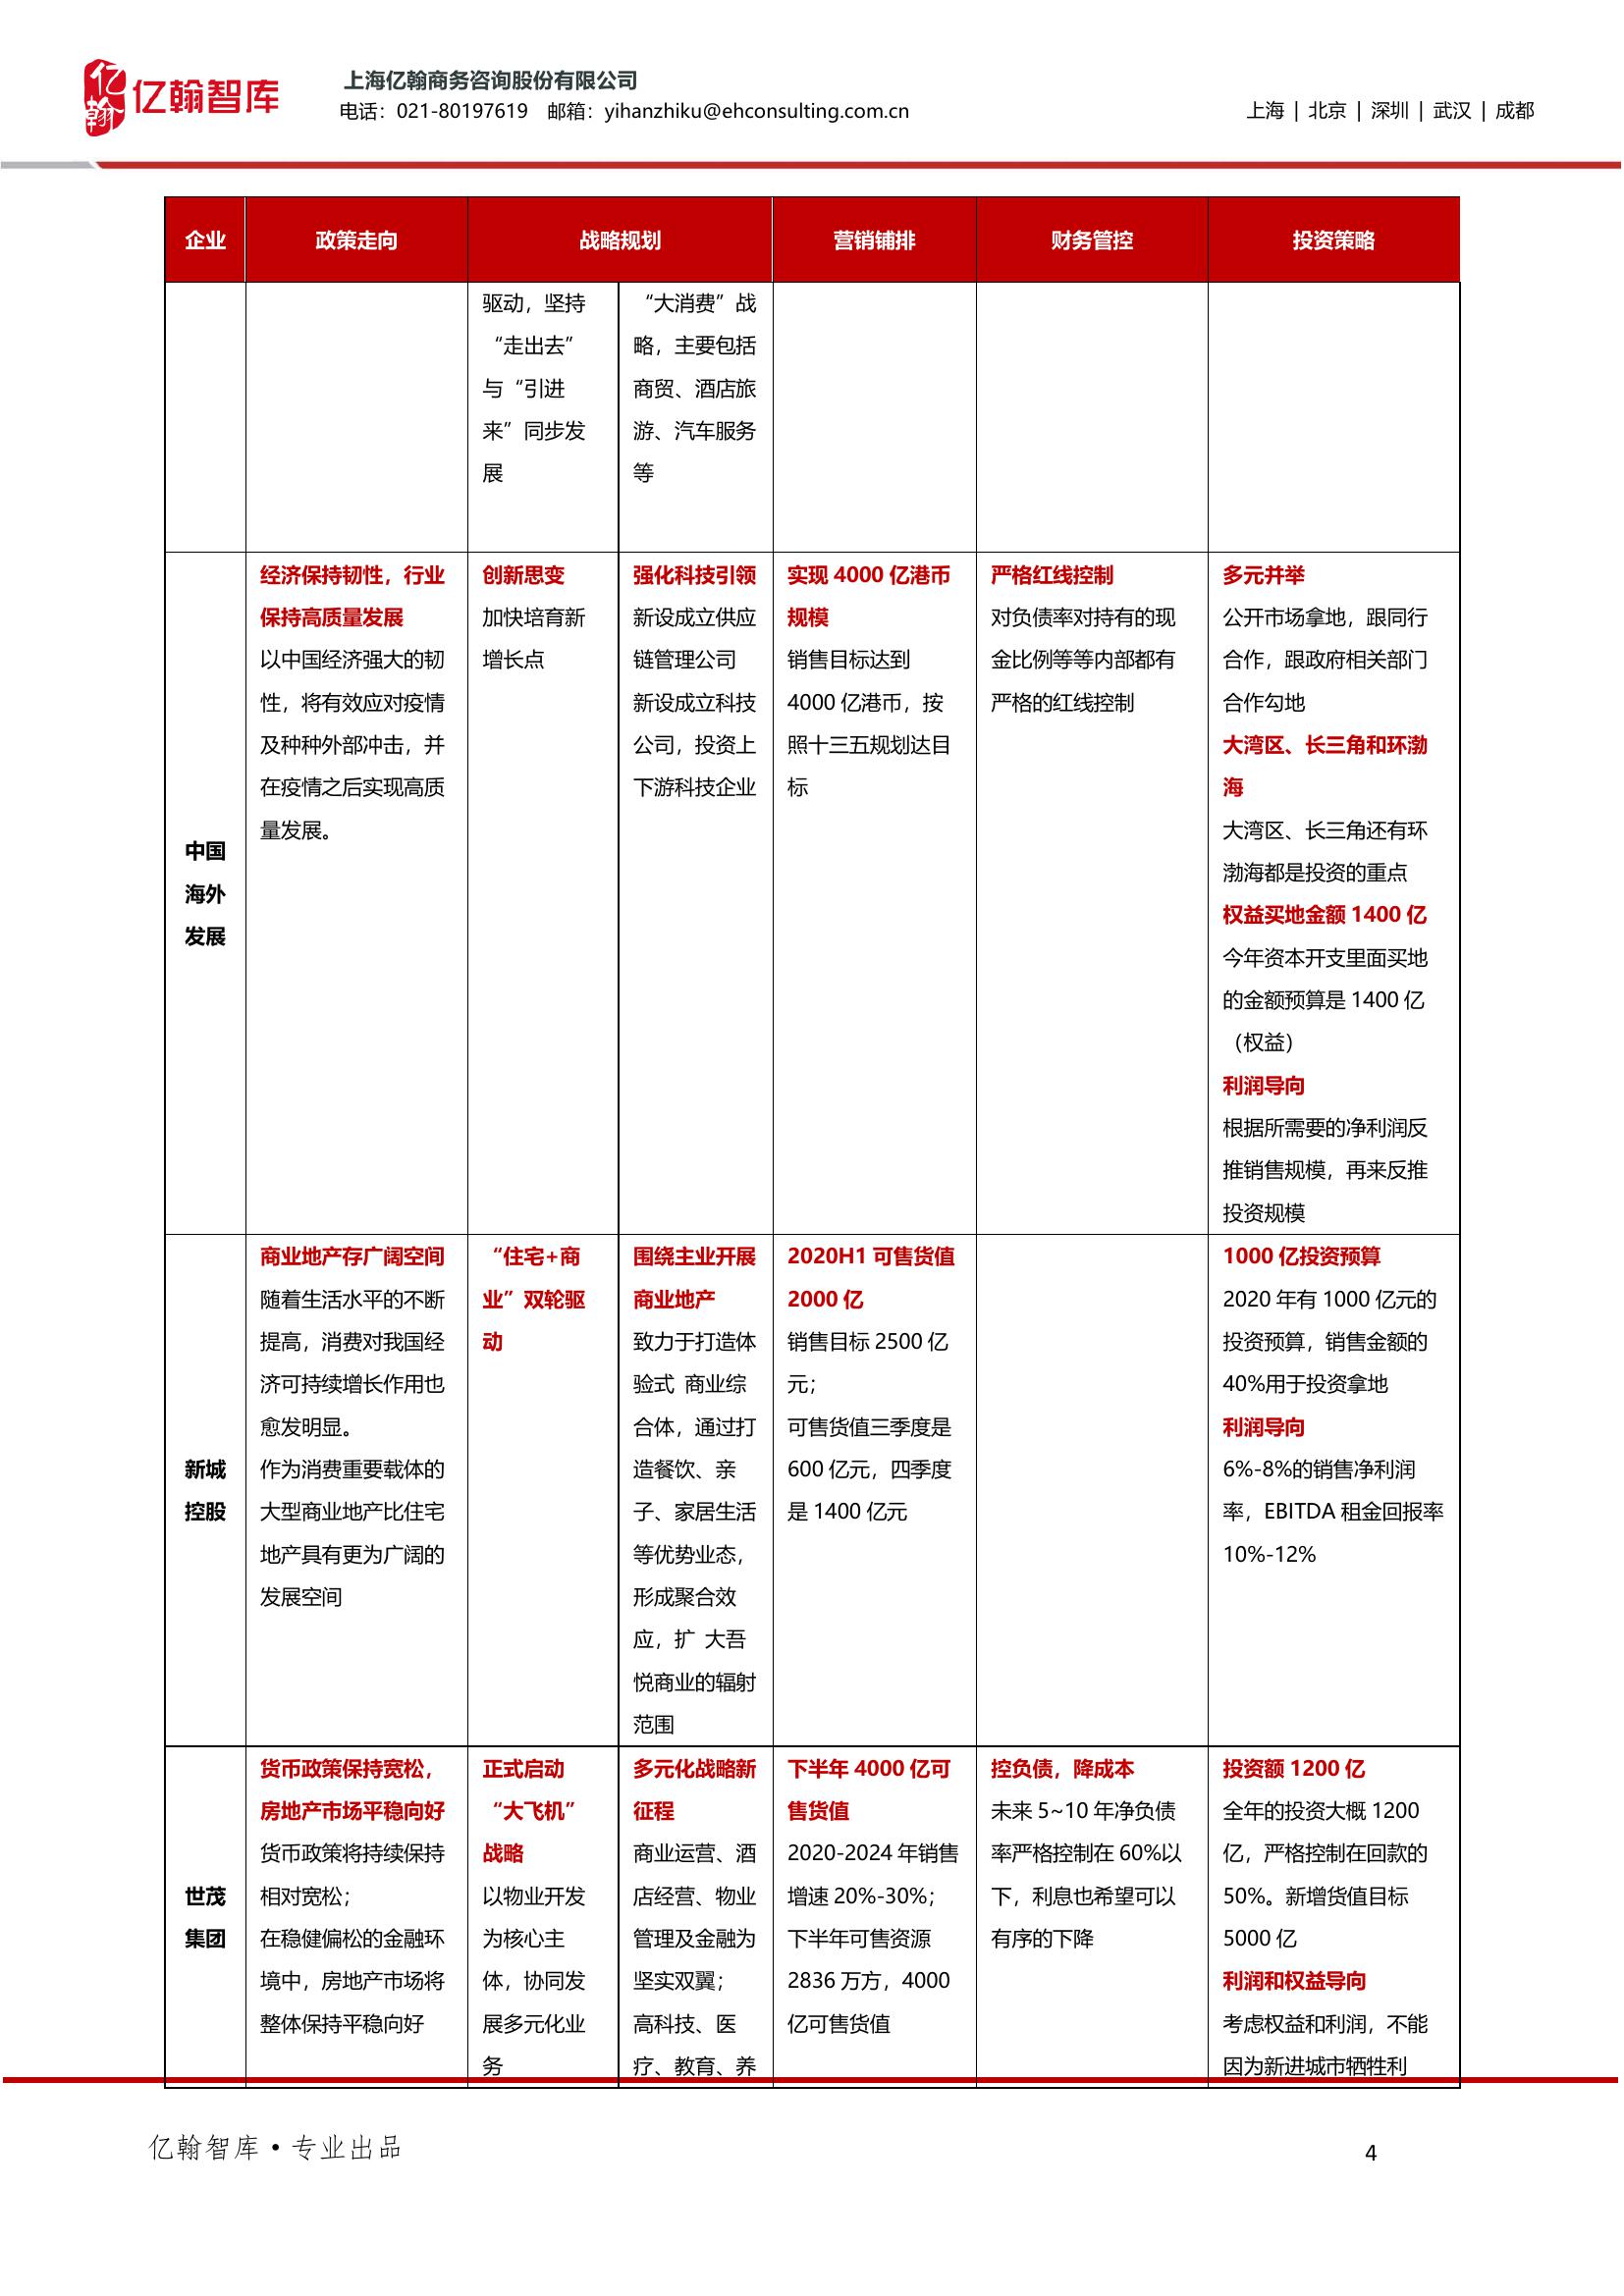 亿翰
亿翰智库
上海亿翰商务咨询股份有限公司
电话：021-80197619 邮箱：yihanzhiku@ehconsulting.com.cn
上海 | 北京 | 深圳 | 武汉 | 成都
企业
政策走向
战略规划
营销铺排
财务管控
投资策略
驱动，坚持
“走出去”
与“引进
来”同步发
展
“大消费”战
略，主要包括
商贸、酒店旅
游、汽车服务
等
中国
海外
发展
经济保持韧性，行业
保持高质量发展
以中国经济强大的韧
性，将有效应对疫情
及种种外部冲击，并
在疫情之后实现高质
量发展。
创新思变
加快培育新
增长点
强化科技引领
新设成立供应
链管理公司
新设成立科技
公司，投资上
下游科技企业
实现 4000 亿港币
规模
销售目标达到
4000 亿港币，按
照十三五规划达目
标
严格红线控制
对负债率对持有的现
金比例等等内部都有
严格的红线控制
多元并举
公开市场拿地，跟同行
合作，跟政府相关部门
合作勾地
大湾区、长三角和环渤
海
大湾区、长三角还有环
渤海都是投资的重点
权益买地金额 1400 亿
今年资本开支里面买地
的金额预算是 1400 亿
（权益）
利润导向
根据所需要的净利润反
推销售规模，再来反推
投资规模
新城
控股
商业地产存广阔空间
随着生活水平的不断
提高，消费对我国经
济可持续增长作用也
愈发明显。
作为消费重要载体的
大型商业地产比住宅
地产具有更为广阔的
发展空间
“住宅+商
业”双轮驱
动
围绕主业开展
商业地产
致力于打造体
验式 商业综
合体，通过打
造餐饮、亲
子、家居生活
等优势业态，
形成聚合效
应，扩 大吾
悦商业的辐射
范围
2020H1 可售货值
2000 亿
销售目标 2500 亿
元；
可售货值三季度是
600 亿元，四季度
是 1400 亿元
1000 亿投资预算
2020 年有 1000 亿元的
投资预算，销售金额的
40%用于投资拿地
利润导向
6%-8%的销售净利润
率，EBITDA 租金回报率
10%-12%
世茂
集团
货币政策保持宽松，
房地产市场平稳向好
货币政策将持续保持
相对宽松；
在稳健偏松的金融环
境中，房地产市场将
整体保持平稳向好
正式启动
“大飞机”
战略
以物业开发
为核心主
体，协同发
展多元化业
务
多元化战略新
征程
商业运营、酒
店经营、物业
管理及金融为
坚实双翼；
高科技、医
疗、教育、养
下半年 4000 亿可
售货值
2020-2024 年销售
增速 20%-30%；
下半年可售资源
2836 万方，4000
亿可售货值
控负债，降成本
未来 5~10 年净负债
率严格控制在 60%以
下，利息也希望可以
有序的下降
投资额 1200 亿
全年的投资大概 1200
亿，严格控制在回款的
50%。新增货值目标
5000 亿
利润和权益导向
考虑权益和利润，不能
因为新进城市牺牲利
亿翰智库·专业出品
4